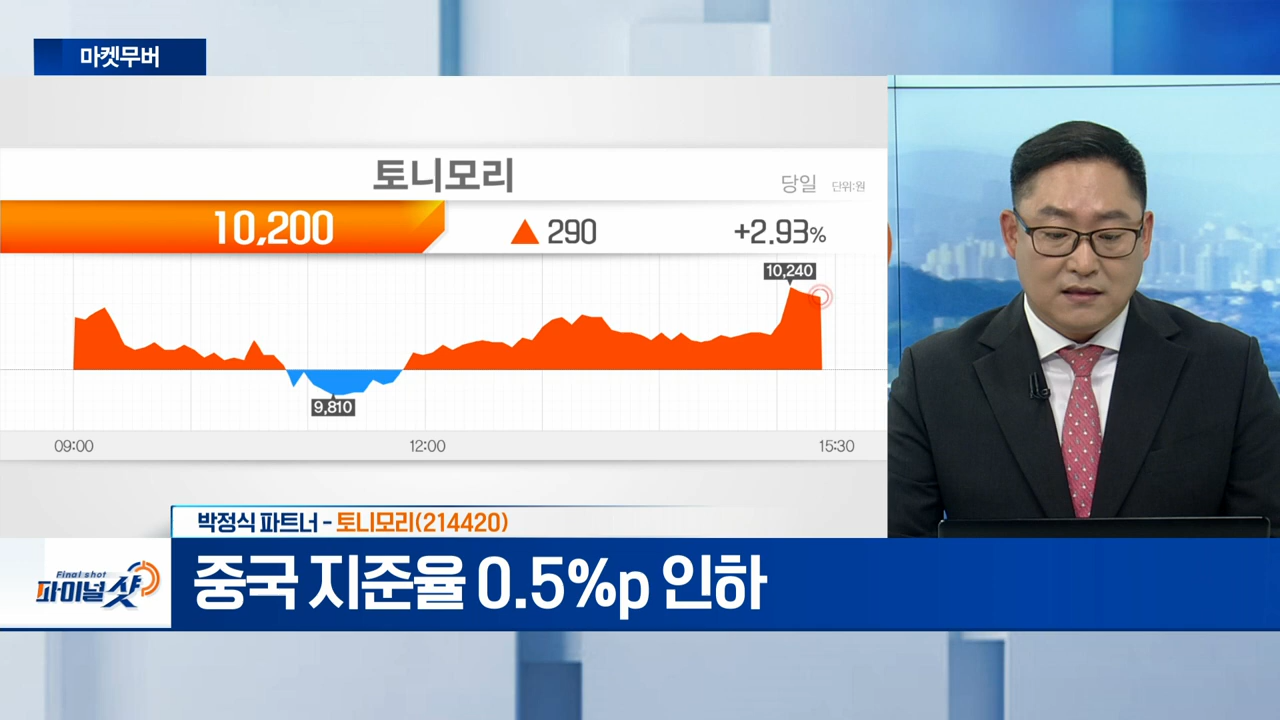 마켓무버
토니모리
당일 단위:원
10,200 ▲ 290 +2.93%
10,240
9,810
09:00 12:00 15:30
박정식 파트너 - 토니모리(214420)
Final shot
파이널샷
중국 지준율 0.5%p 인하